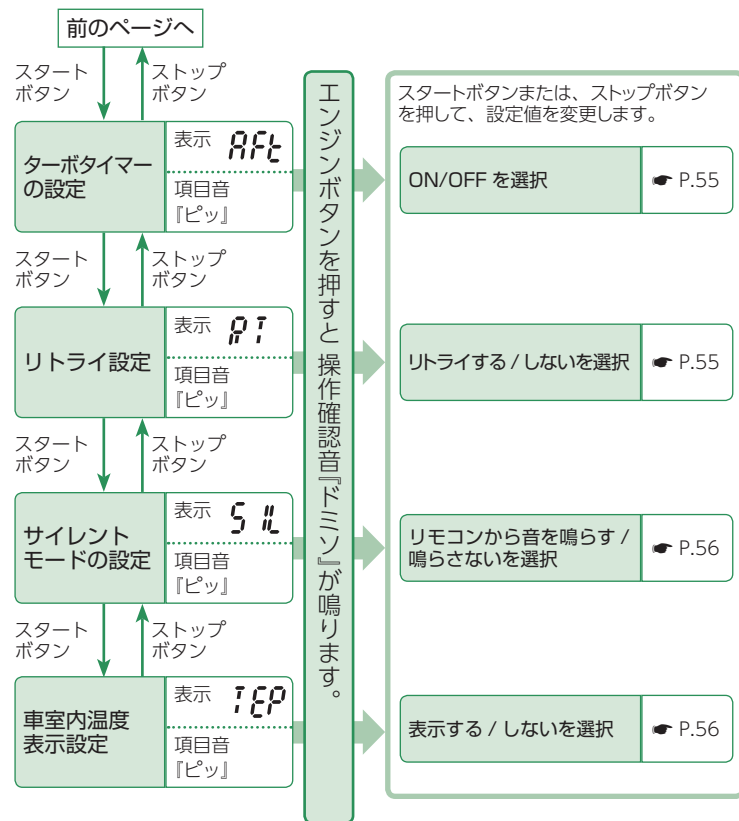 前のページへ
スタート
ボタン
ストップ
ボタン
ターボタイマー
の設定
表示 AFt
項目音
『ピッ』
スタート
ボタン
ストップ
ボタン
リトライ設定
表示 RT
項目音
『ピッ』
スタート
ボタン
ストップ
ボタン
サイレント
モードの設定
表示 SIL
項目音
『ピッ』
スタート
ボタン
ストップ
ボタン
車室内温度
表示設定
表示 TEP
項目音
『ピッ』
エンジンボタンを押すと 操作確認音『ドミソ』が鳴ります。
スタートボタンまたは、ストップボタン
を押して、設定値を変更します。
ON/OFF を選択
☛ P.55
リトライする / しないを選択
☛ P.55
リモコンから音を鳴らす /
鳴らさないを選択
☛ P.56
表示する / しないを選択
☛ P.56